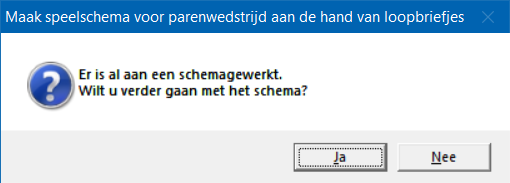 Maak speelschema voor parenwedstrijd aan de hand van loopbriefjes
Er is al aan een schemagewerkt.
Wilt u verder gaan met het schema?
Ja
Nee